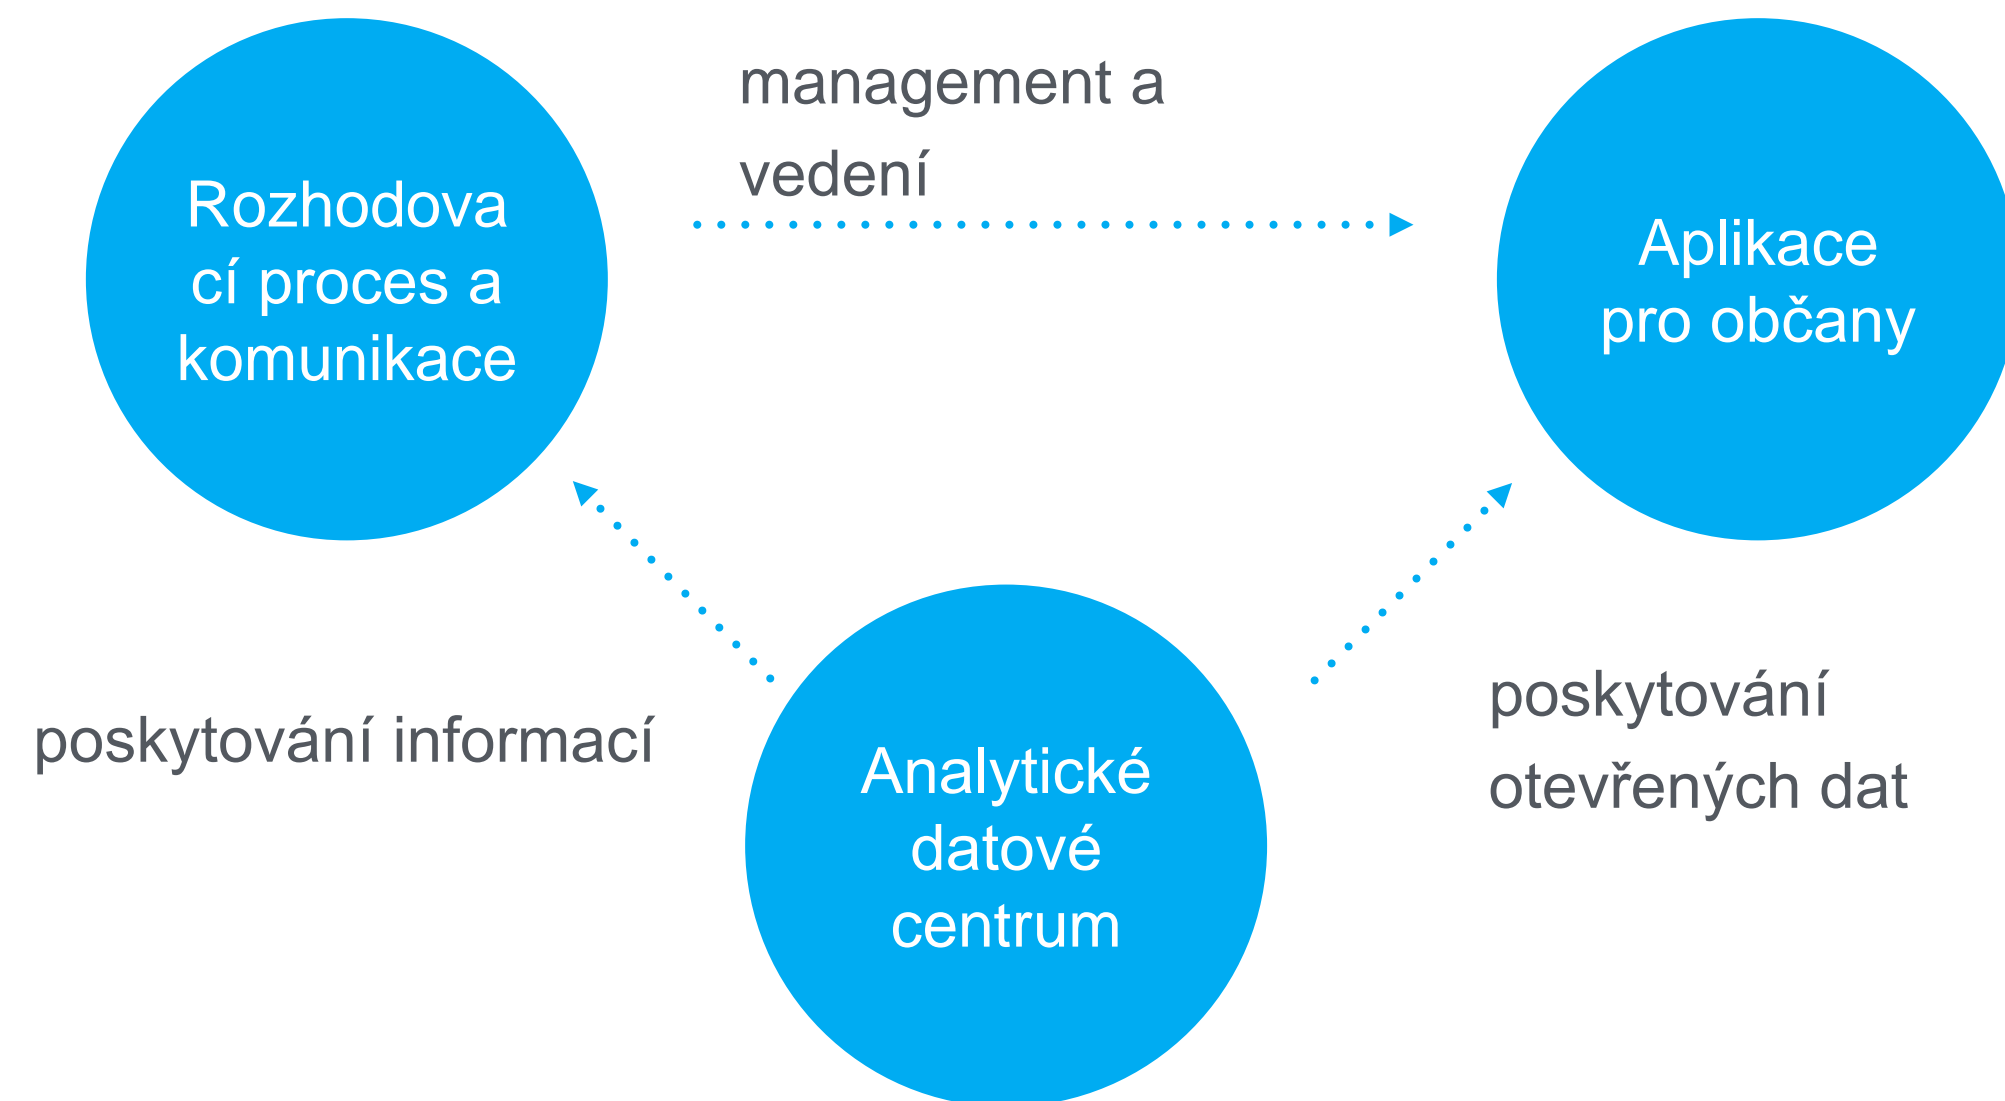 Rozhodova
cí proces a
komunikace
management a
vedení
Aplikace
pro občany
poskytování informací
Analytické
datové
centrum
poskytování
otevřených dat